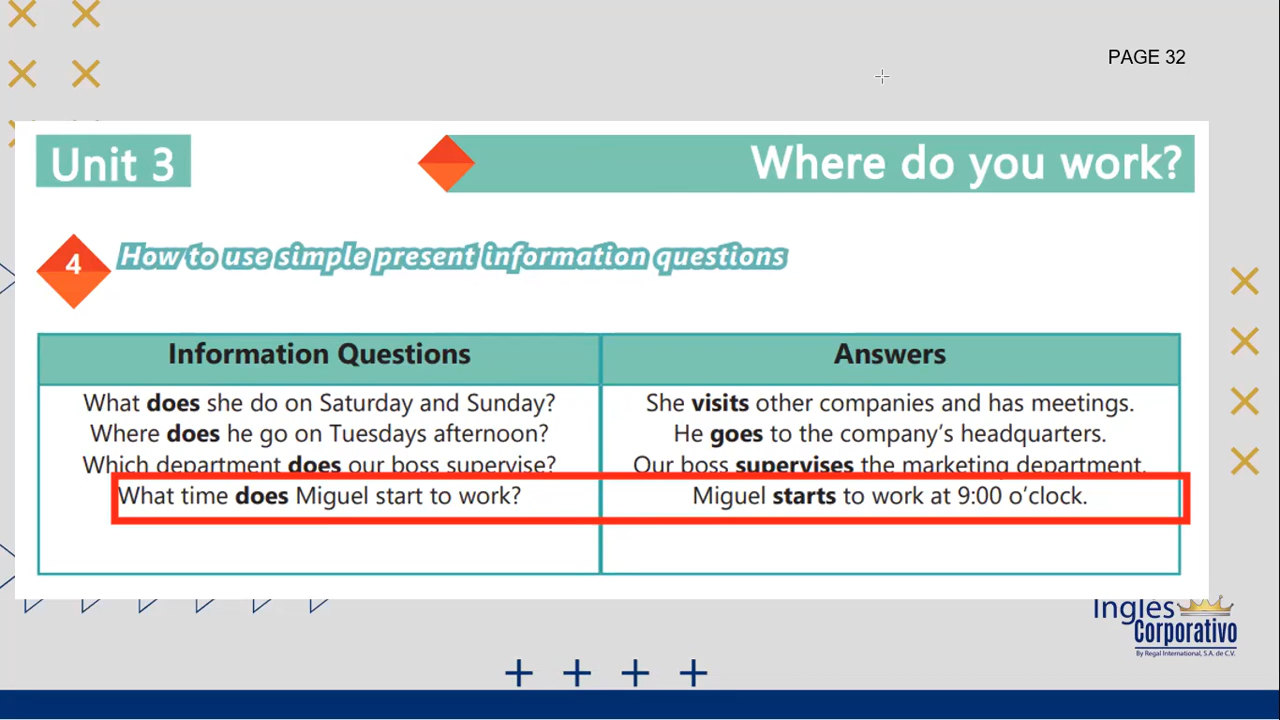 PAGE 32
Unit 3
Where do you work?
4
How to use simple present information questions
Information Questions
Answers
What does she do on Saturday and Sunday?
She visits other companies and has meetings.
Where does he go on Tuesdays afternoon?
He goes to the company's headquarters.
Which department does our boss supervise?
Our boss supervises the marketing department.
What time does Miguel start to work?
Miguel starts to work at 9:00 o'clock.
Inglés
Corporativo
By Regal International, S.A. de C.V.